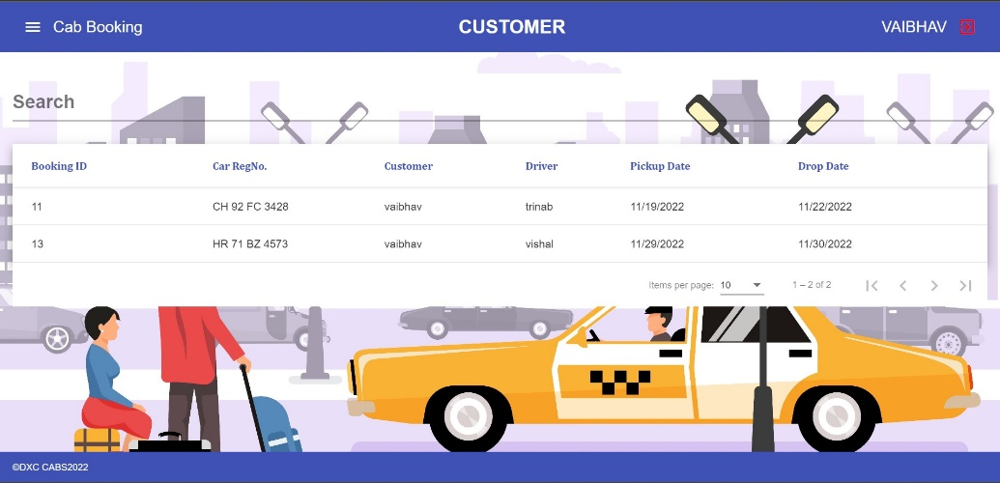 Cab Booking CUSTOMER VAIBHAV
Search
Booking ID Car RegNo. Customer Driver Pickup Date Drop Date
11 CH 92 FC 3428 vaibhav trinab 11/19/2022 11/22/2022
13 HR 71 BZ 4573 vaibhav vishal 11/29/2022 11/30/2022
Items per page: 10 1 – 2 of 2
©DXC CABS2022